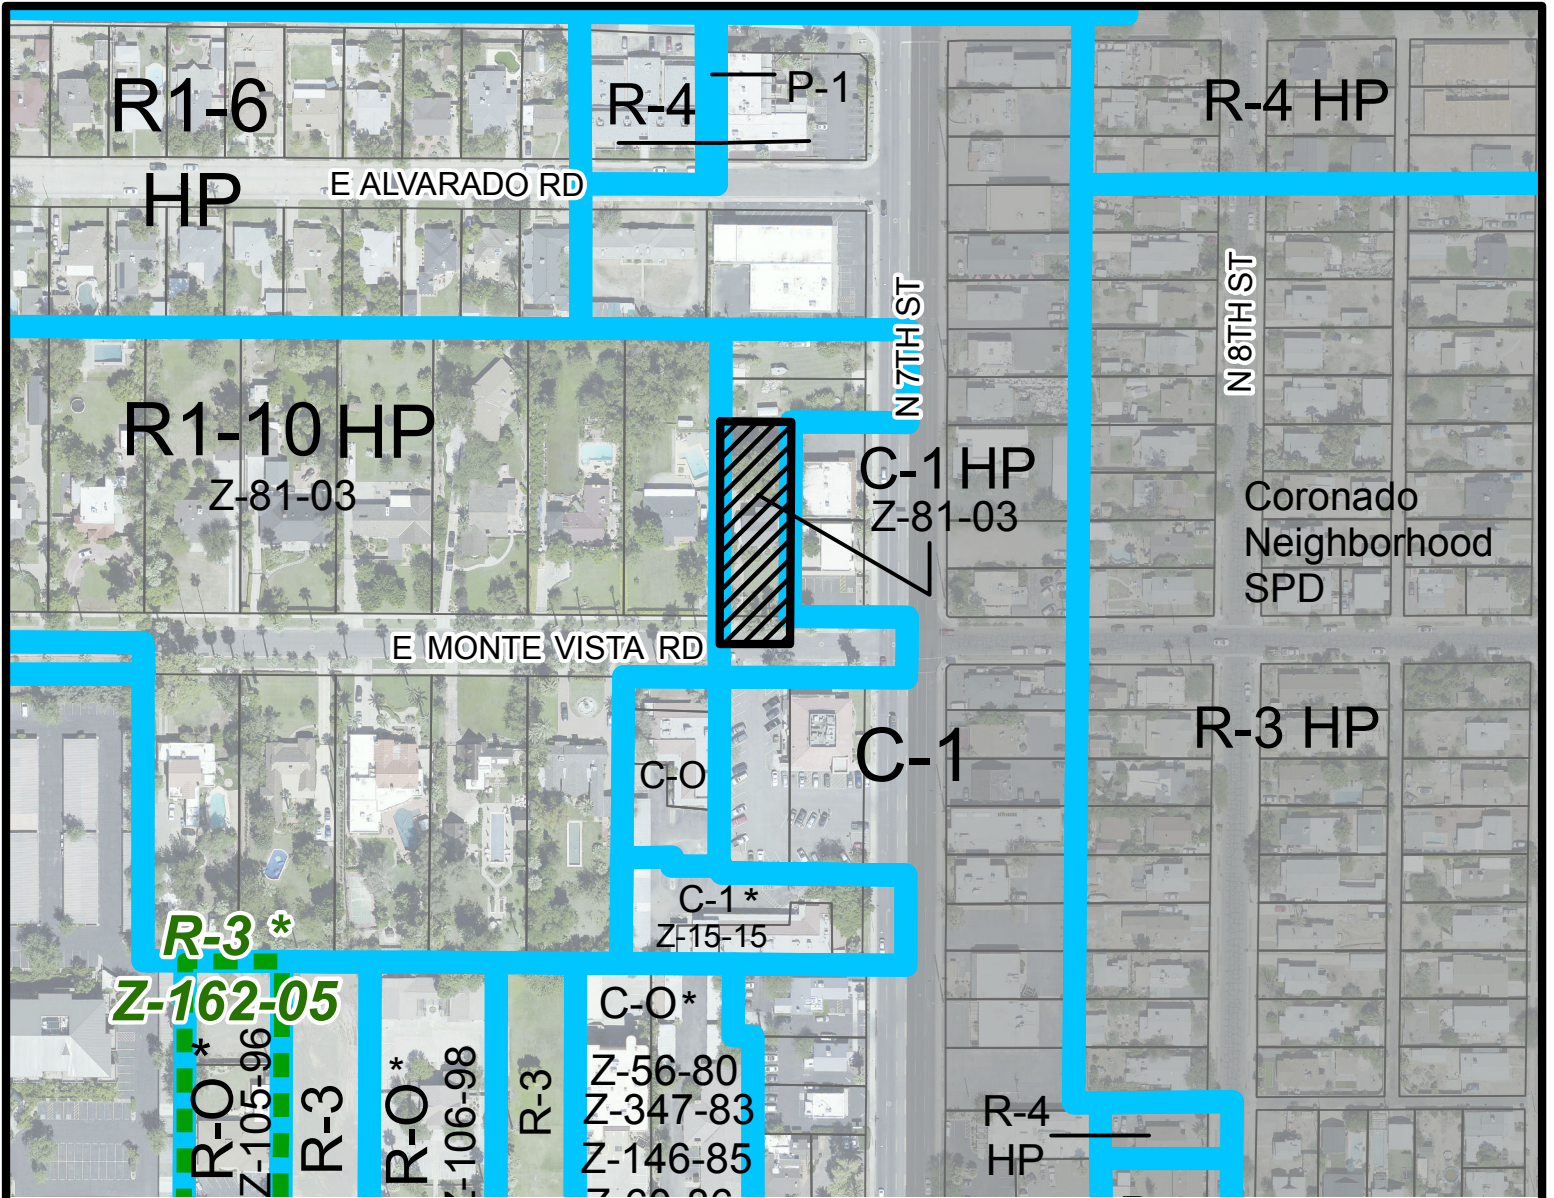 R1-6
HP
R-4
P-1
R-4 HP
E ALVARADO RD
N 7TH ST
N 8TH ST
R1-10 HP
Z-81-03
C-1 HP
Z-81-03
Coronado
Neighborhood
SPD
E MONTE VISTA RD
C-O
C-1
R-3 HP
C-1 *
Z-15-15
R-3 *
Z-162-05
R-O *
Z-105-96
R-3
R-O *
Z-106-98
R-3
C-O *
Z-56-80
Z-347-83
Z-146-85
R-4
HP